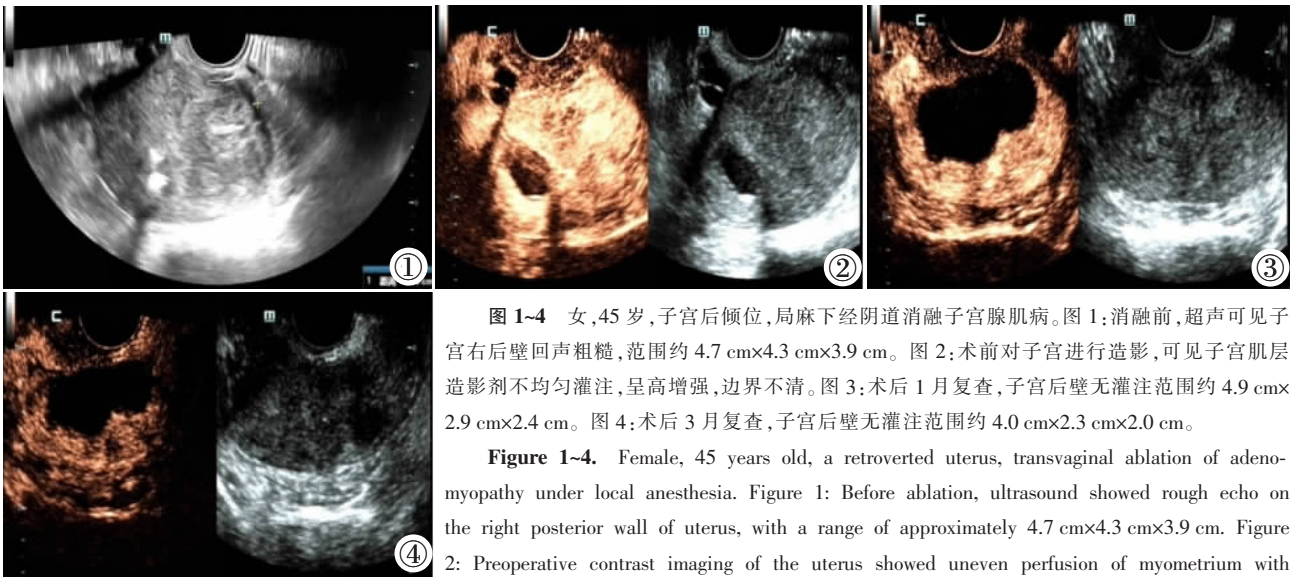 m
①
c
m
②
c
m
③
c
m
④
图 1~4 女,45 岁,子宫后倾位,局麻下经阴道消融子宫腺肌病。图 1:消融前,超声可见子
宫右后壁回声粗糙,范围约 4.7 cm×4.3 cm×3.9 cm。图 2:术前对子宫进行造影,可见子宫肌层
造影剂不均匀灌注,呈高增强,边界不清。图 3:术后 1 月复查,子宫后壁无灌注范围约 4.9 cm×
2.9 cm×2.4 cm。图 4:术后 3 月复查,子宫后壁无灌注范围约 4.0 cm×2.3 cm×2.0 cm。
Figure 1~4. Female, 45 years old, a retroverted uterus, transvaginal ablation of adeno-
myopathy under local anesthesia. Figure 1: Before ablation, ultrasound showed rough echo on
the right posterior wall of uterus, with a range of approximately 4.7 cm×4.3 cm×3.9 cm. Figure
2: Preoperative contrast imaging of the uterus showed uneven perfusion of myometrium with